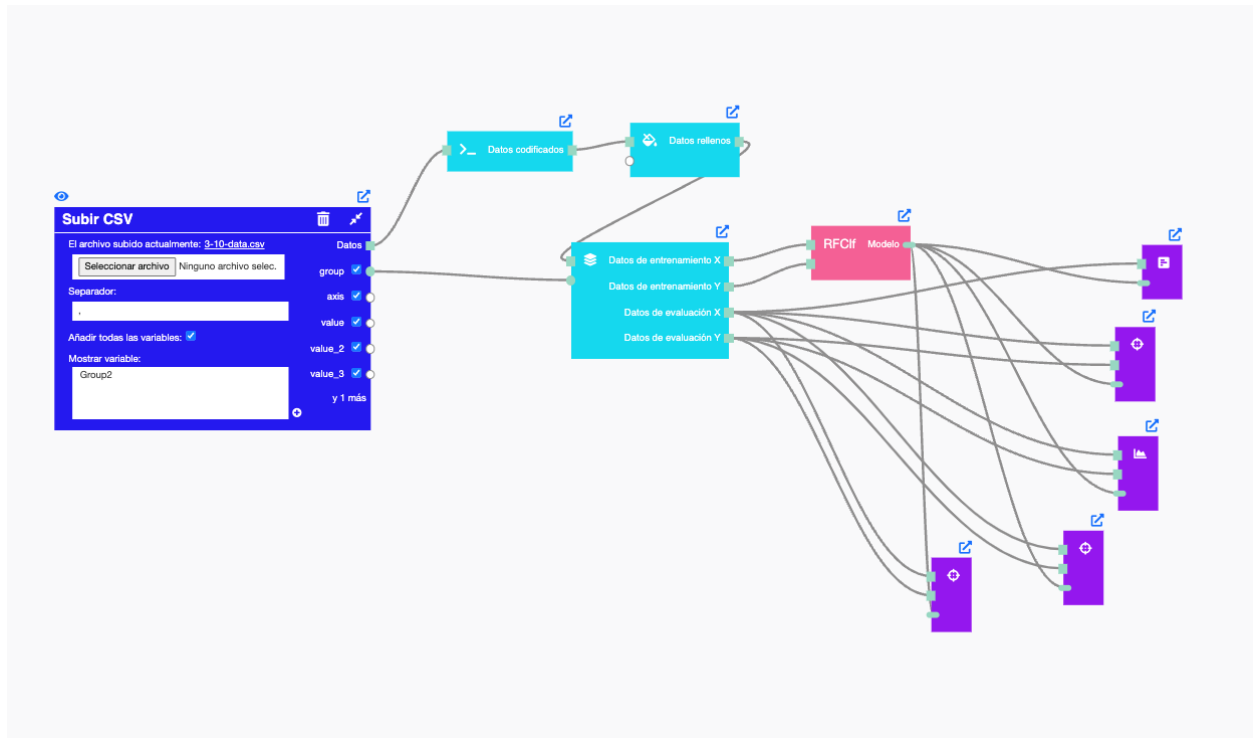 Datos codificados
Datos rellenos
Subir CSV
El archivo subido actualmente: 3-10-data.csv
Seleccionar archivo Ninguno archivo selec.
Separador:
,
Añadir todas las variables:
Mostrar variable:
Group2
Datos
group
axis
value
value_2
value_3
y 1 más
Datos de entrenamiento X
Datos de entrenamiento Y
Datos de evaluación X
Datos de evaluación Y
RFClf Modelo